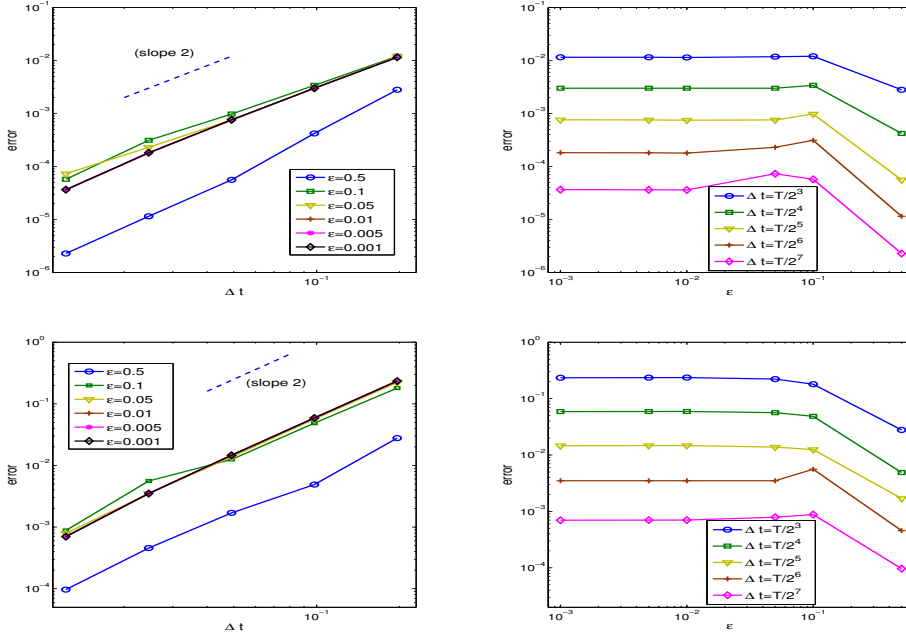 10^{-1}
10^{-2}
10^{-3}
10^{-4}
10^{-5}
10^{-6}
error
(slope 2)
ε=0.5
ε=0.1
ε=0.05
ε=0.01
ε=0.005
ε=0.001
10^{-1}
Δ t
10^{-1}
10^{-2}
10^{-3}
10^{-4}
10^{-5}
10^{-6}
error
Δ t=T/2^3
Δ t=T/2^4
Δ t=T/2^5
Δ t=T/2^6
Δ t=T/2^7
10^{-3} 10^{-2} 10^{-1}
ε
10^0
10^{-1}
10^{-2}
10^{-3}
10^{-4}
error
ε=0.5
ε=0.1
ε=0.05
ε=0.01
ε=0.005
ε=0.001
(slope 2)
10^{-1}
Δ t
10^0
10^{-1}
10^{-2}
10^{-3}
10^{-4}
error
Δ t=T/2^3
Δ t=T/2^4
Δ t=T/2^5
Δ t=T/2^6
Δ t=T/2^7
10^{-3} 10^{-2} 10^{-1}
ε